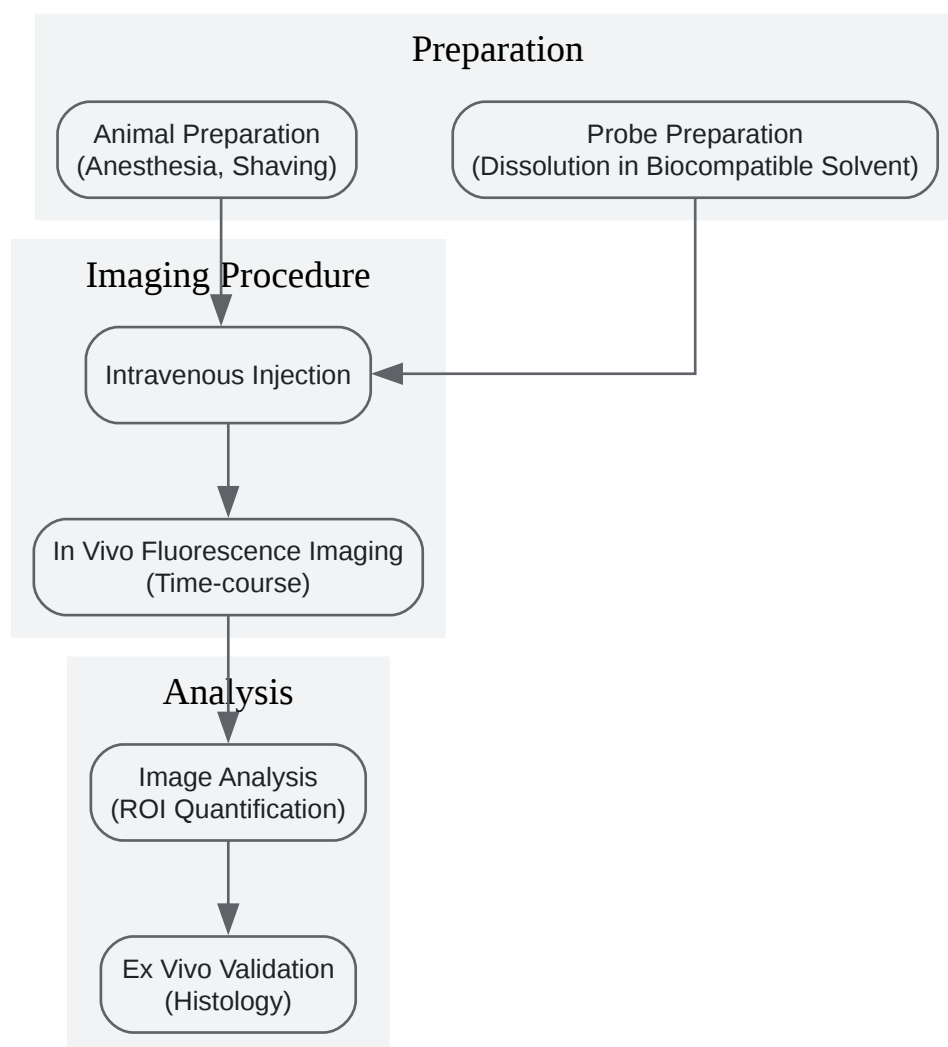 Preparation
Animal Preparation
(Anesthesia, Shaving)
Probe Preparation
(Dissolution in Biocompatible Solvent)
Imaging Procedure
Intravenous Injection
In Vivo Fluorescence Imaging
(Time-course)
Analysis
Image Analysis
(ROI Quantification)
Ex Vivo Validation
(Histology)